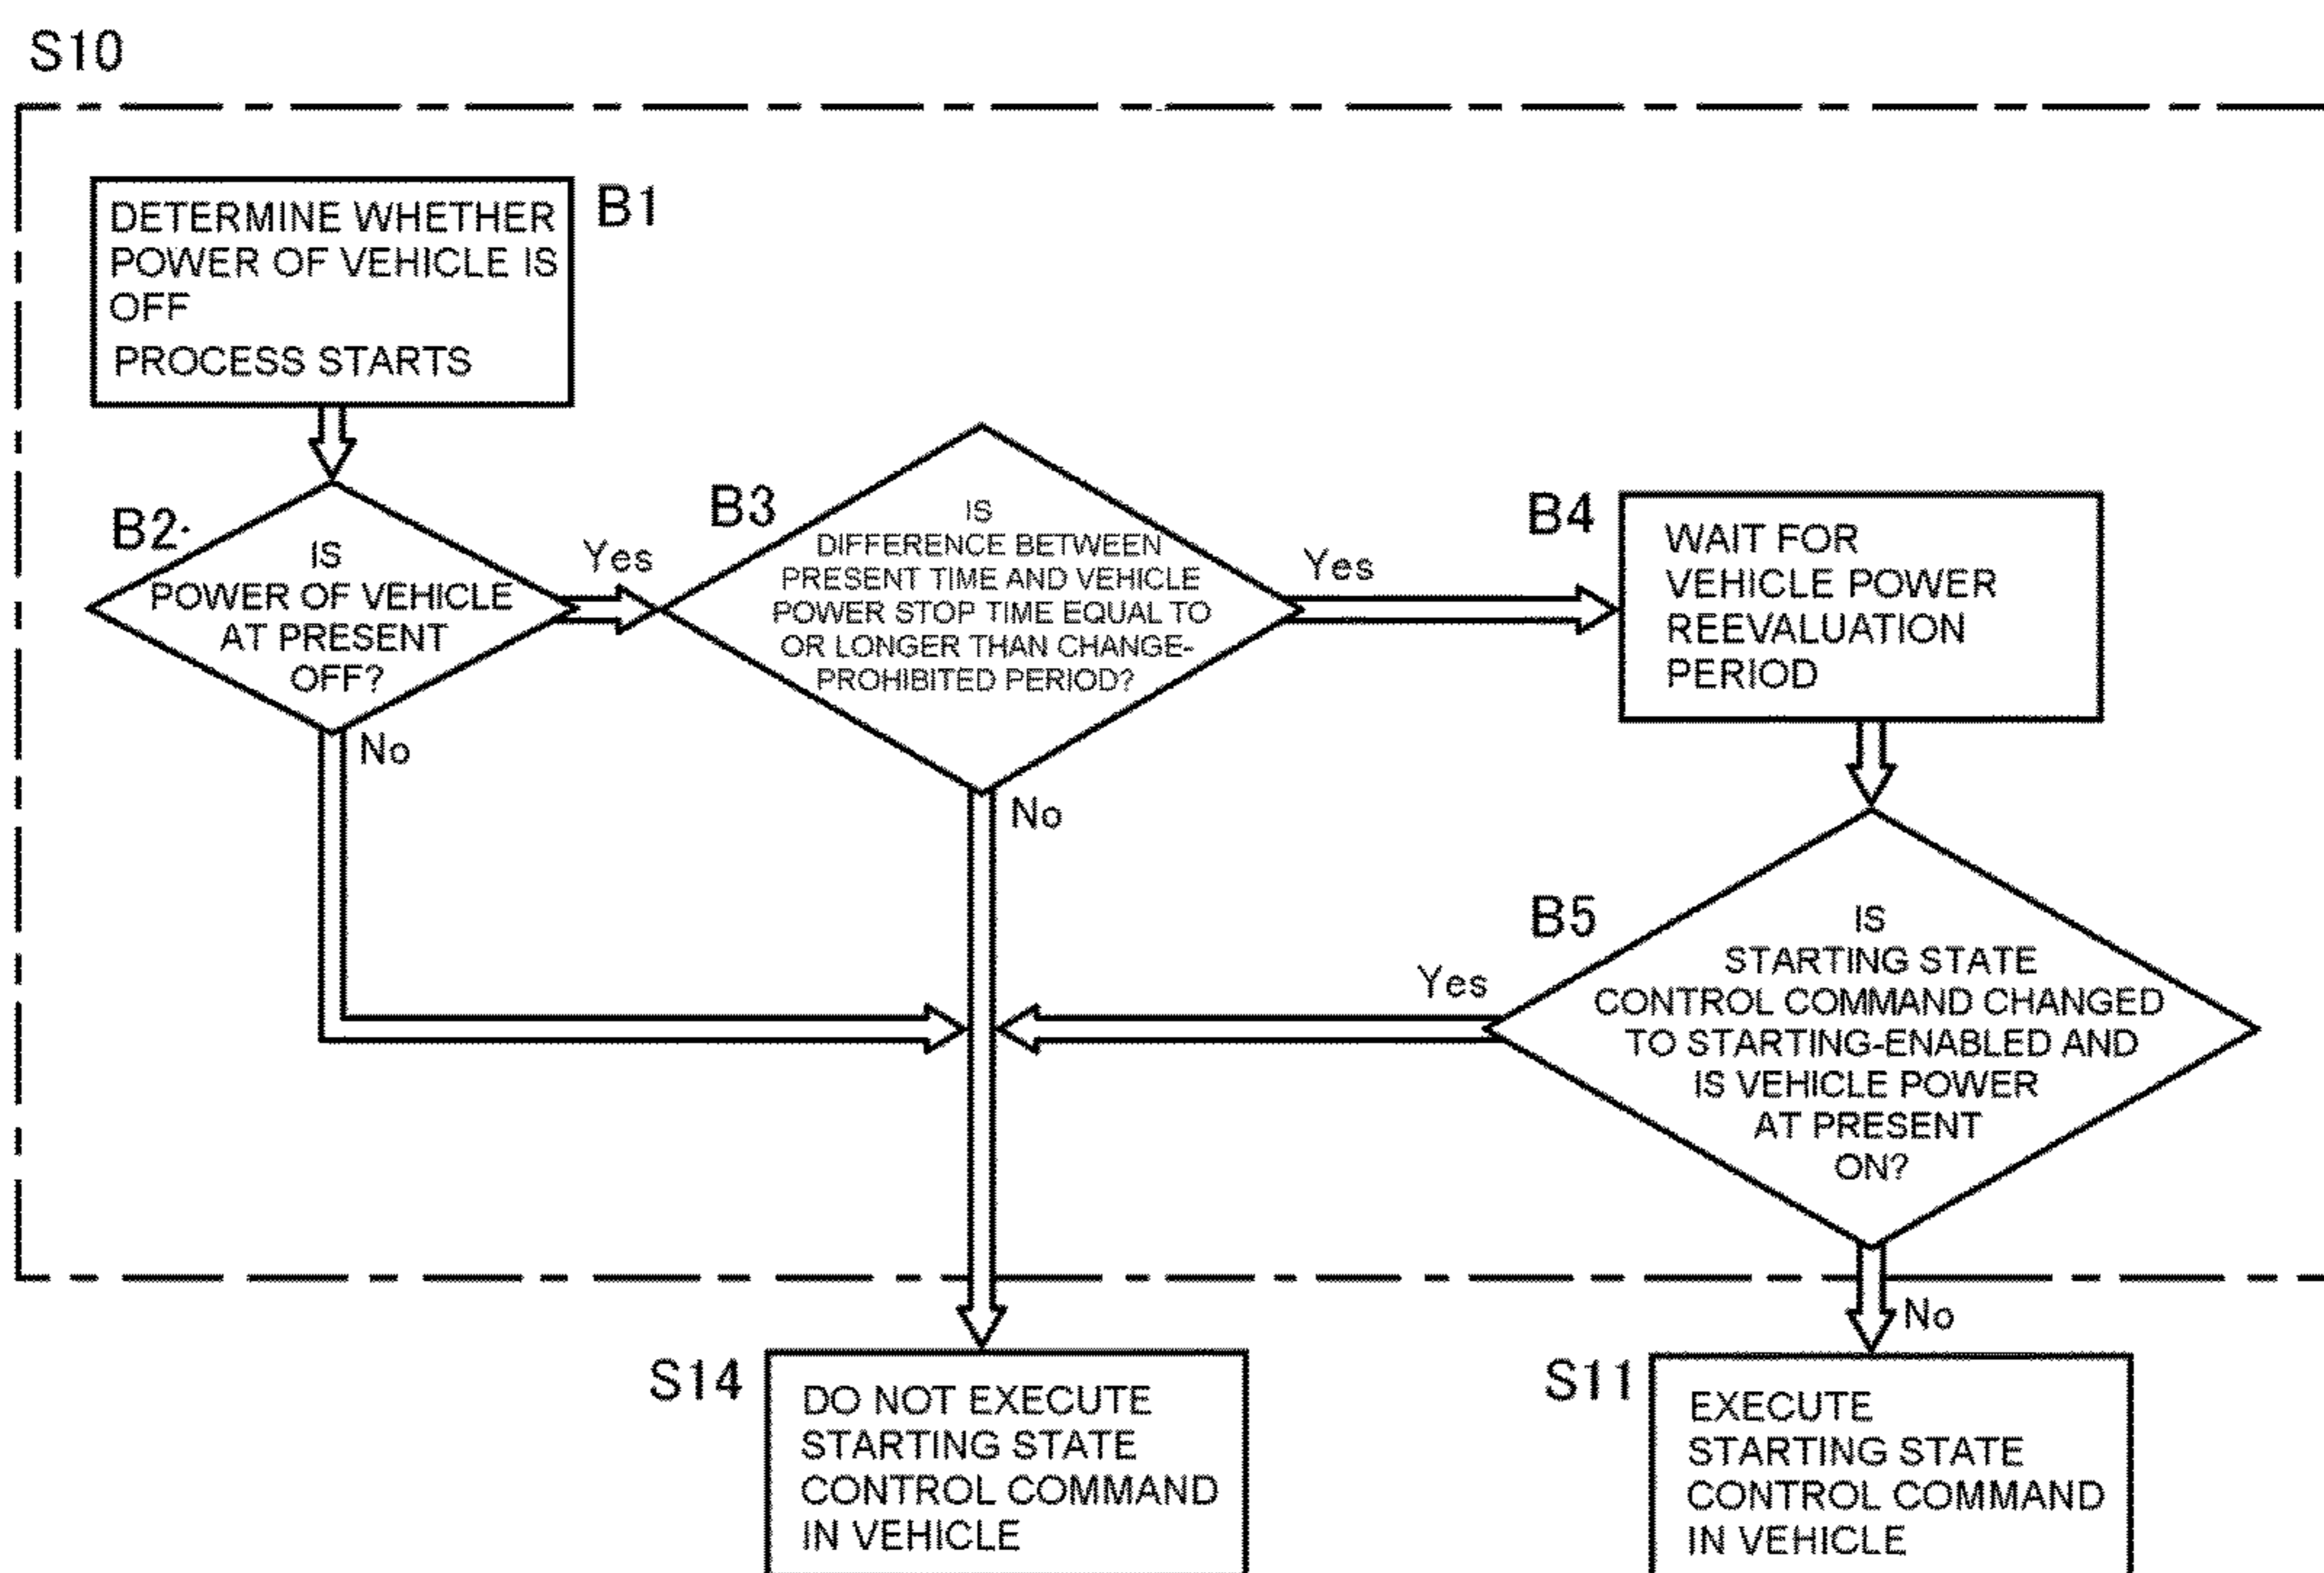 S10
DETERMINE WHETHER
POWER OF VEHICLE IS
OFF
PROCESS STARTS
B1
B2
IS
POWER OF VEHICLE
AT PRESENT
OFF?
Yes
No
B3
IS
DIFFERENCE BETWEEN
PRESENT TIME AND VEHICLE
POWER STOP TIME EQUAL TO
OR LONGER THAN CHANGE-
PROHIBITED PERIOD?
Yes
No
B4
WAIT FOR
VEHICLE POWER
REEVALUATION
PERIOD
B5
IS
STARTING STATE
CONTROL COMMAND CHANGED
TO STARTING-ENABLED AND
IS VEHICLE POWER
AT PRESENT
ON?
Yes
No
S14
DO NOT EXECUTE
STARTING STATE
CONTROL COMMAND
IN VEHICLE
S11
EXECUTE
STARTING STATE
CONTROL COMMAND
IN VEHICLE